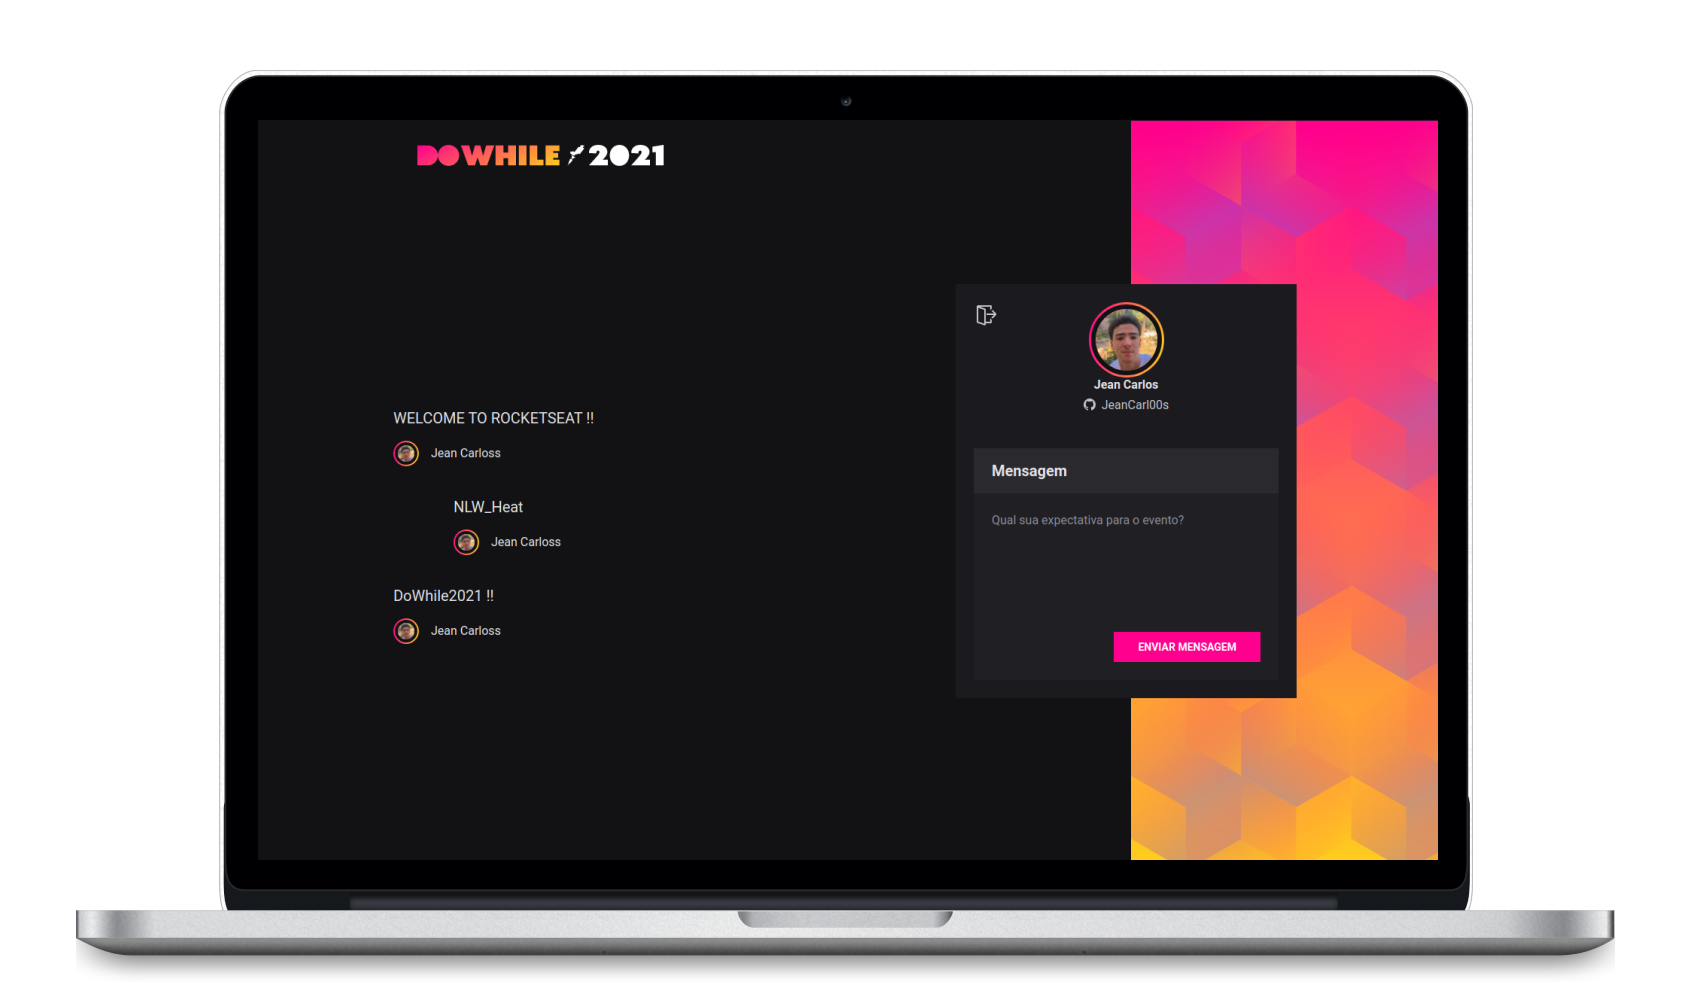 DOWHILE 2021
WELCOME TO ROCKETSEAT !!
Jean Carloss
NLW_Heat
Jean Carloss
DoWhile2021 !!
Jean Carloss
Jean Carlos
JeanCarl00s
Mensagem
Qual sua expectativa para o evento?
ENVIAR MENSAGEM